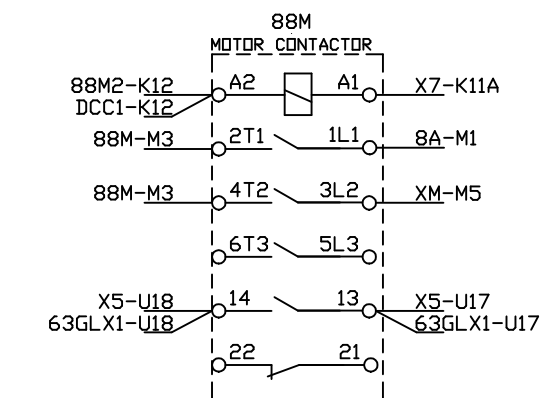 88M
MOTOR CONTACTOR
88M2-K12 A2 A1 X7-K11A
DCC1-K12
88M-M3 2T1 1L1 8A-M1
88M-M3 4T2 3L2 XM-M5
6T3 5L3
X5-U18 14 13 X5-U17
63GLX1-U18 63GLX1-U17
22 21